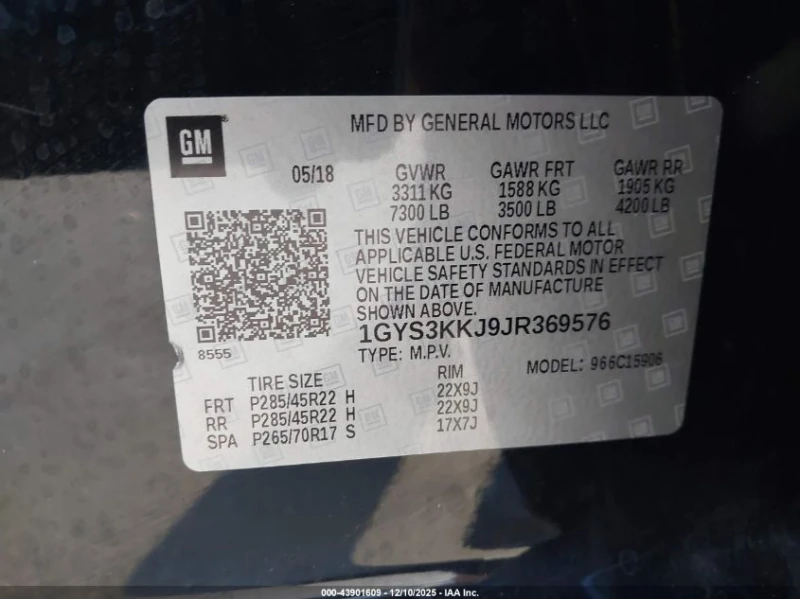 GM
MFD BY GENERAL MOTORS LLC
05/18
GVWR GAWR FRT GAWR RR
3311 KG 1588 KG 1905 KG
7300 LB 3500 LB 4200 LB
THIS VEHICLE CONFORMS TO ALL
APPLICABLE U.S. FEDERAL MOTOR
VEHICLE SAFETY STANDARDS IN EFFECT
ON THE DATE OF MANUFACTURE
SHOWN ABOVE.
1GYS3KKJ9JR369576
8555
TYPE: M.P.V.
MODEL: 966C15906
TIRE SIZE RIM
FRT P285/45R22 H 22X9J
RR P285/45R22 H 22X9J
SPA P265/70R17 S 17X7J
000-43901609 - 12/10/2025 - IAA Inc.